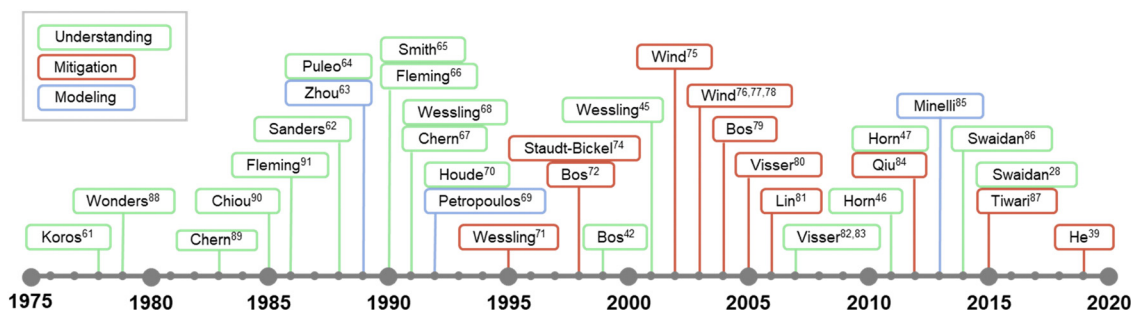 Understanding
Mitigation
Modeling
Smith65
Puleo64
Fleming66
Zhou63
Wind75
Wessling68
Wessling45
Wind76,77,78
Minelli85
Sanders62
Chern67
Staudt-Bickel74
Bos79
Horn47
Swaidan86
Fleming91
Houde70
Bos72
Visser80
Qiu84
Swaidan28
Wonders88
Chiou90
Petropoulos69
Lin81
Horn46
Tiwari87
Koros61
Chern89
Wessling71
Bos42
Visser82,83
He39
1975 1980 1985 1990 1995 2000 2005 2010 2015 2020